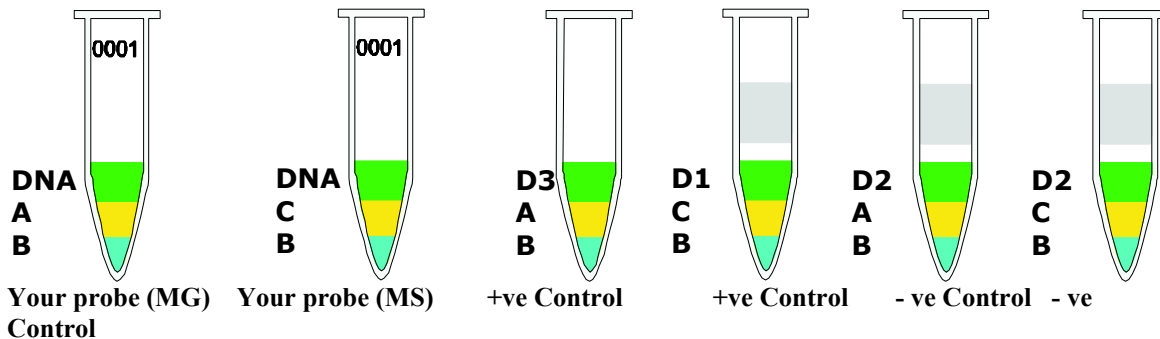 0001 0001
DNA DNA D3 D1 D2 D2
A C A C A C
B B B B B B
Your probe (MG) Your probe (MS) +ve Control +ve Control - ve Control - ve
Control